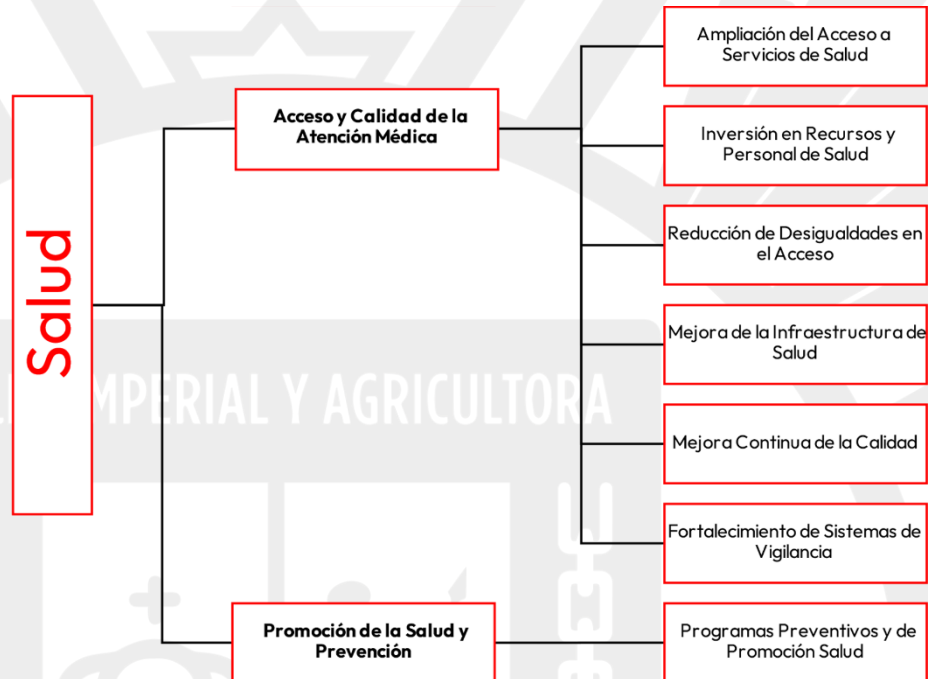 Salud
Acceso y Calidad de la
Atención Médica
Ampliación del Acceso a
Servicios de Salud
Inversión en Recursos y
Personal de Salud
Reducción de Desigualdades en
el Acceso
Mejora de la Infraestructura de
Salud
Mejora Continua de la Calidad
Fortalecimiento de Sistemas de
Vigilancia
Promoción de la Salud y
Prevención
Programas Preventivos y de
Promoción Salud
MPERIAL Y AGRICULTORA